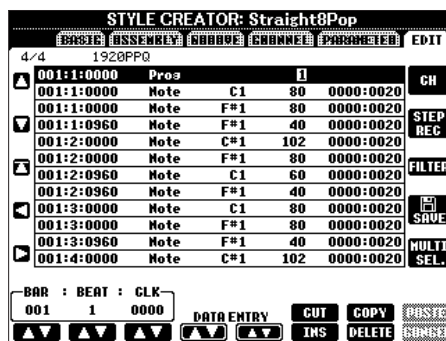 STYLE CREATOR: Straight8Pop
BASIC ASSEMBLY GROOVE CHANNEL PARAMETER EDIT
4/4 1920PPQ
001:1:0000 Prog 1
001:1:0000 Note C1 80 0000:0020
001:1:0000 Note F#1 80 0000:0020
001:1:0960 Note F#1 40 0000:0020
001:2:0000 Note C#1 102 0000:0020
001:2:0000 Note F#1 80 0000:0020
001:2:0960 Note C1 60 0000:0020
001:2:0960 Note F#1 40 0000:0020
001:3:0000 Note C1 80 0000:0020
001:3:0000 Note F#1 80 0000:0020
001:3:0960 Note F#1 40 0000:0020
001:4:0000 Note C#1 102 0000:0020
CH
STEP
REC
FILTER
SAVE
MULTI
SEL.
BAR : BEAT : CLK
001 1 0000
DATA ENTRY
CUT COPY PASTE
INS DELETE CANCEL